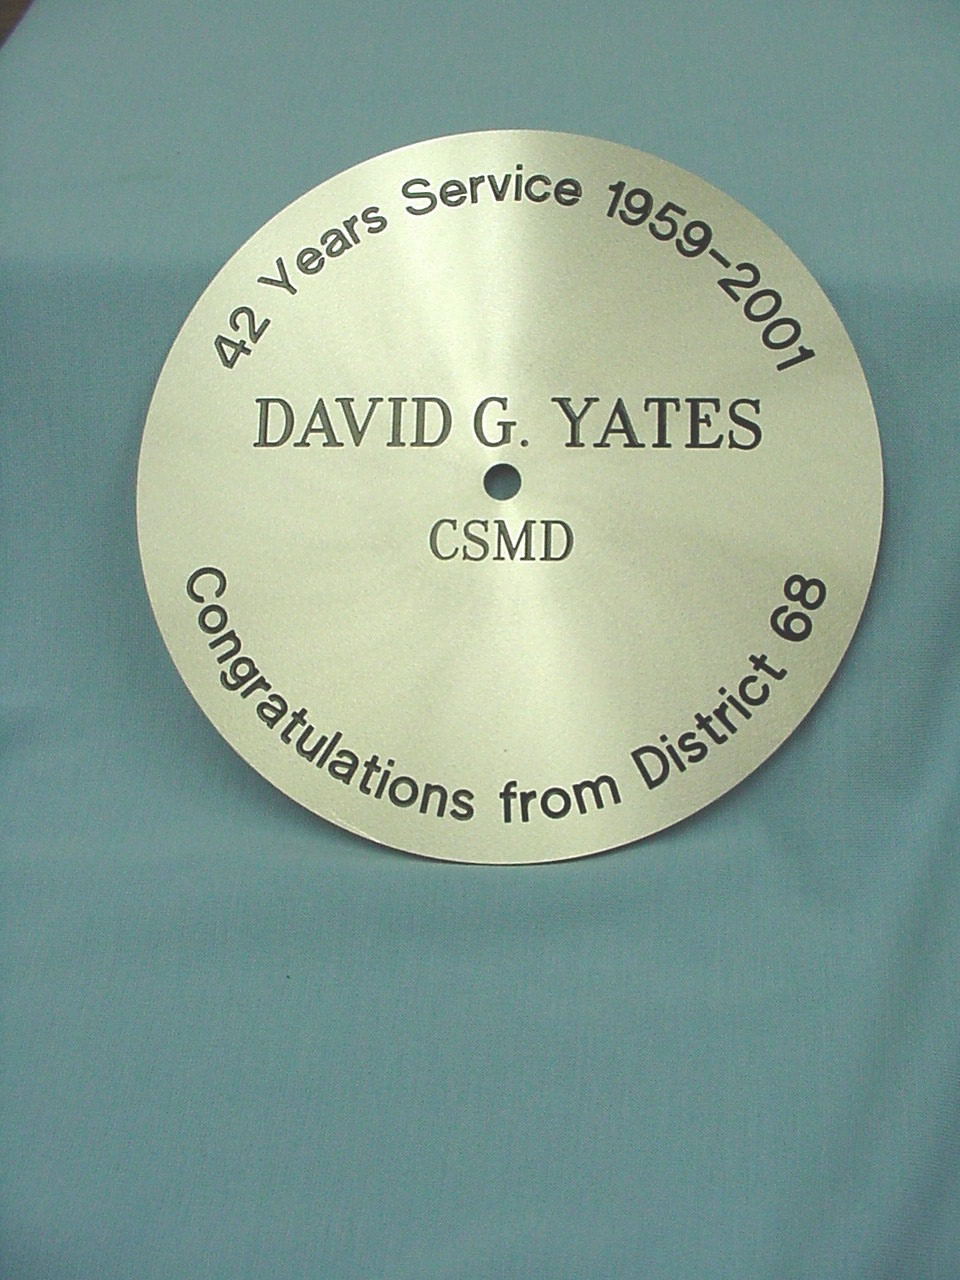 42 Years Service 1959-2001
DAVID G. YATES
CSMD
Congratulations from District 68